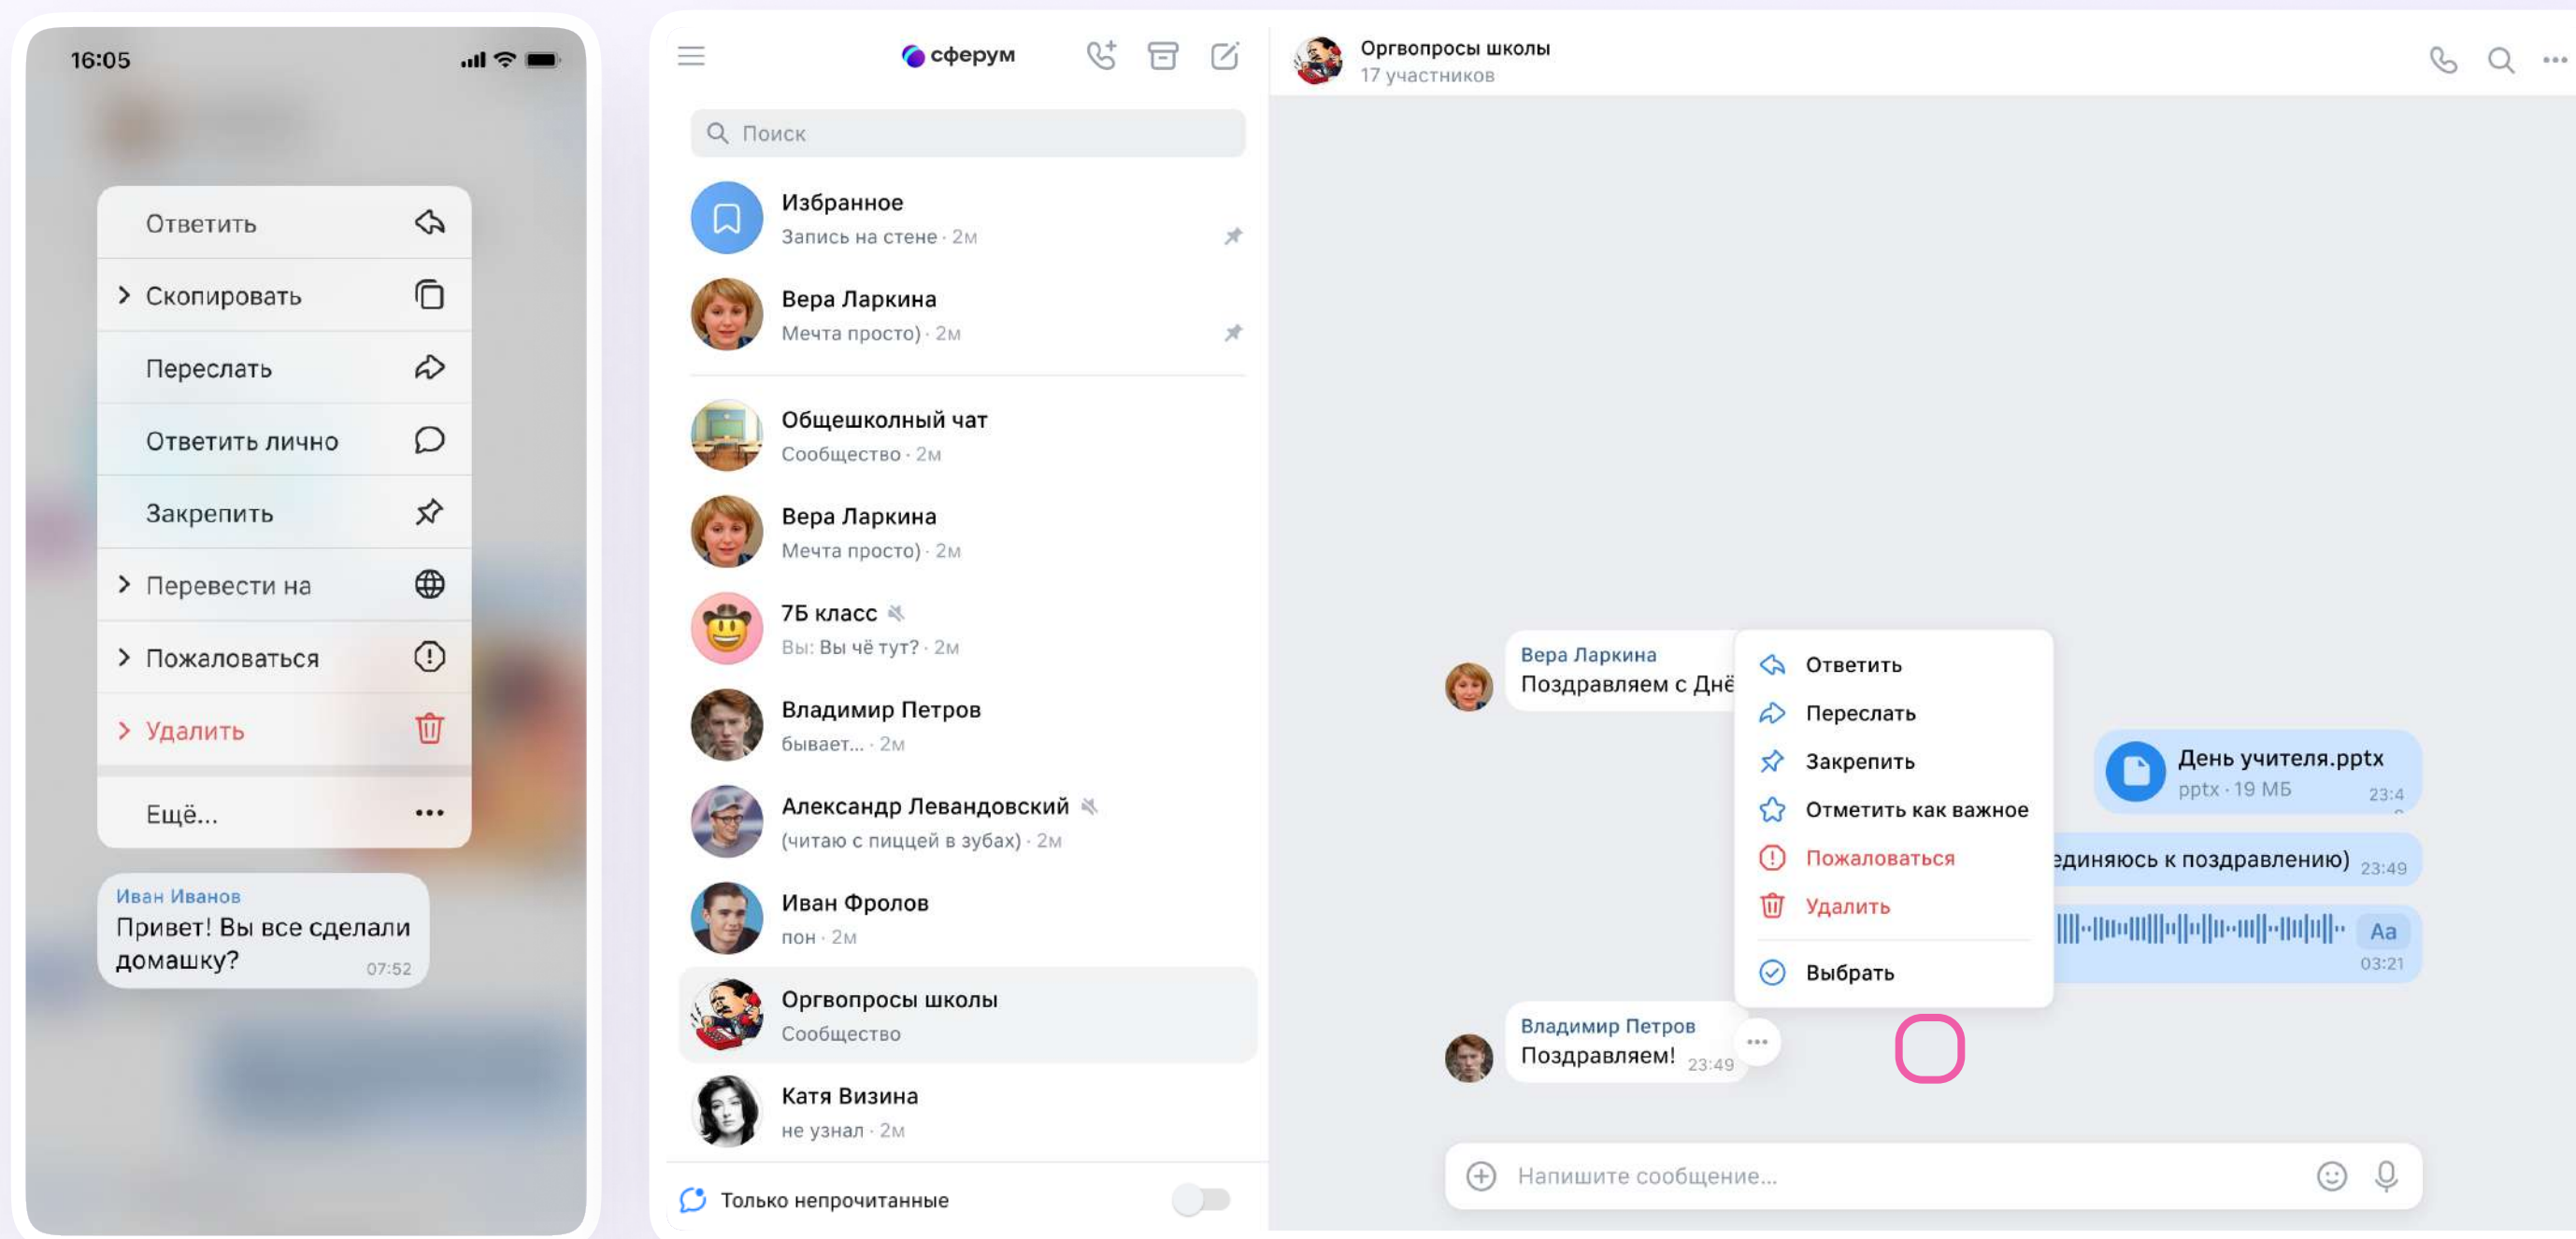 16:05
Ответить
Скопировать
Переслать
Ответить лично
Закрепить
Перевести на
Пожаловаться
Удалить
Ещё...
Иван Иванов
Привет! Вы все сделали
домашку?
07:52
сферум
Поиск
Избранное
Запись на стене · 2м
Вера Ларкина
Мечта просто) · 2м
Общешколный чат
Сообщество · 2м
Вера Ларкина
Мечта просто) · 2м
7Б класс
Вы: Вы чё тут? · 2м
Владимир Петров
бывает... · 2м
Александр Левандовский
(читаю с пиццей в зубах) · 2м
Иван Фролов
пон · 2м
Оргвопросы школы
Сообщество
Катя Визина
не узнал · 2м
Только непрочитанные
Оргвопросы школы
17 участников
Вера Ларкина
Поздравляем с Днё
Ответить
Переслать
Закрепить
Отметить как важное
Пожаловаться
Удалить
Выбрать
День учителя.pptx
pptx · 19 МБ
23:4
единяюсь к поздравлению) 23:49
Aa
03:21
Владимир Петров
Поздравляем! 23:49
Напишите сообщение...